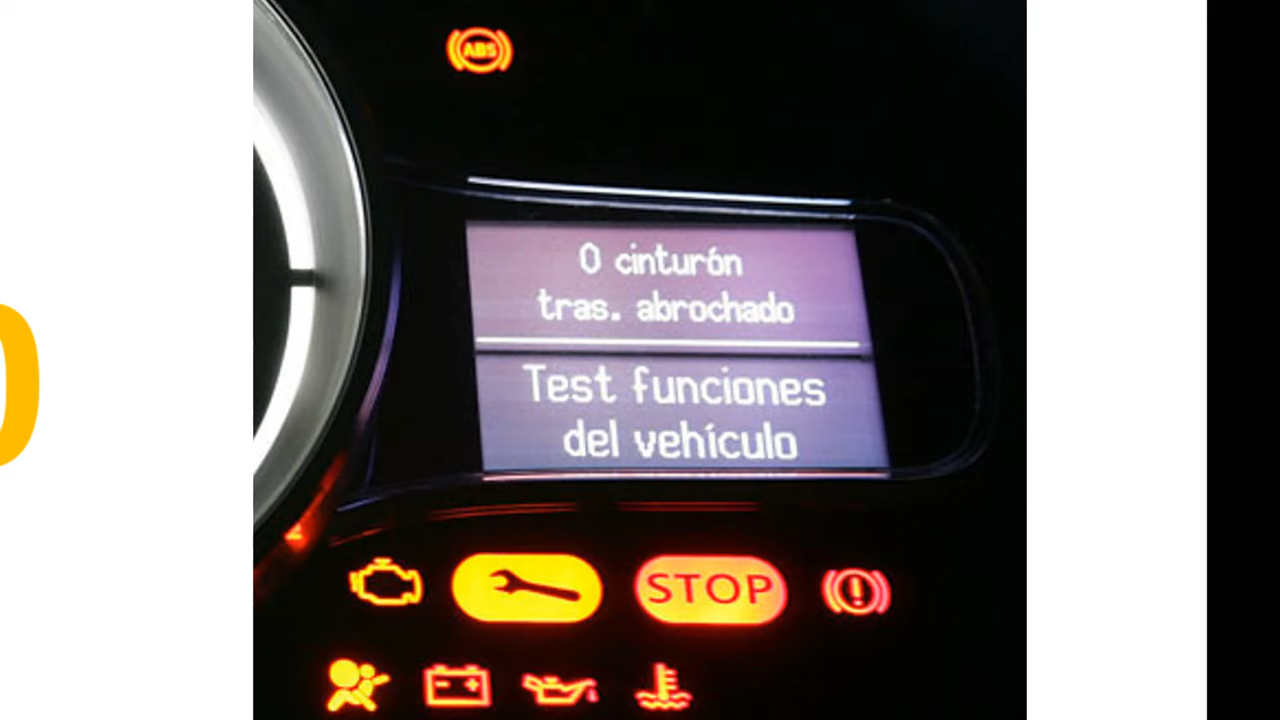 ABS
0 cinturón
tras. abrochado
Test funciones
del vehículo
STOP